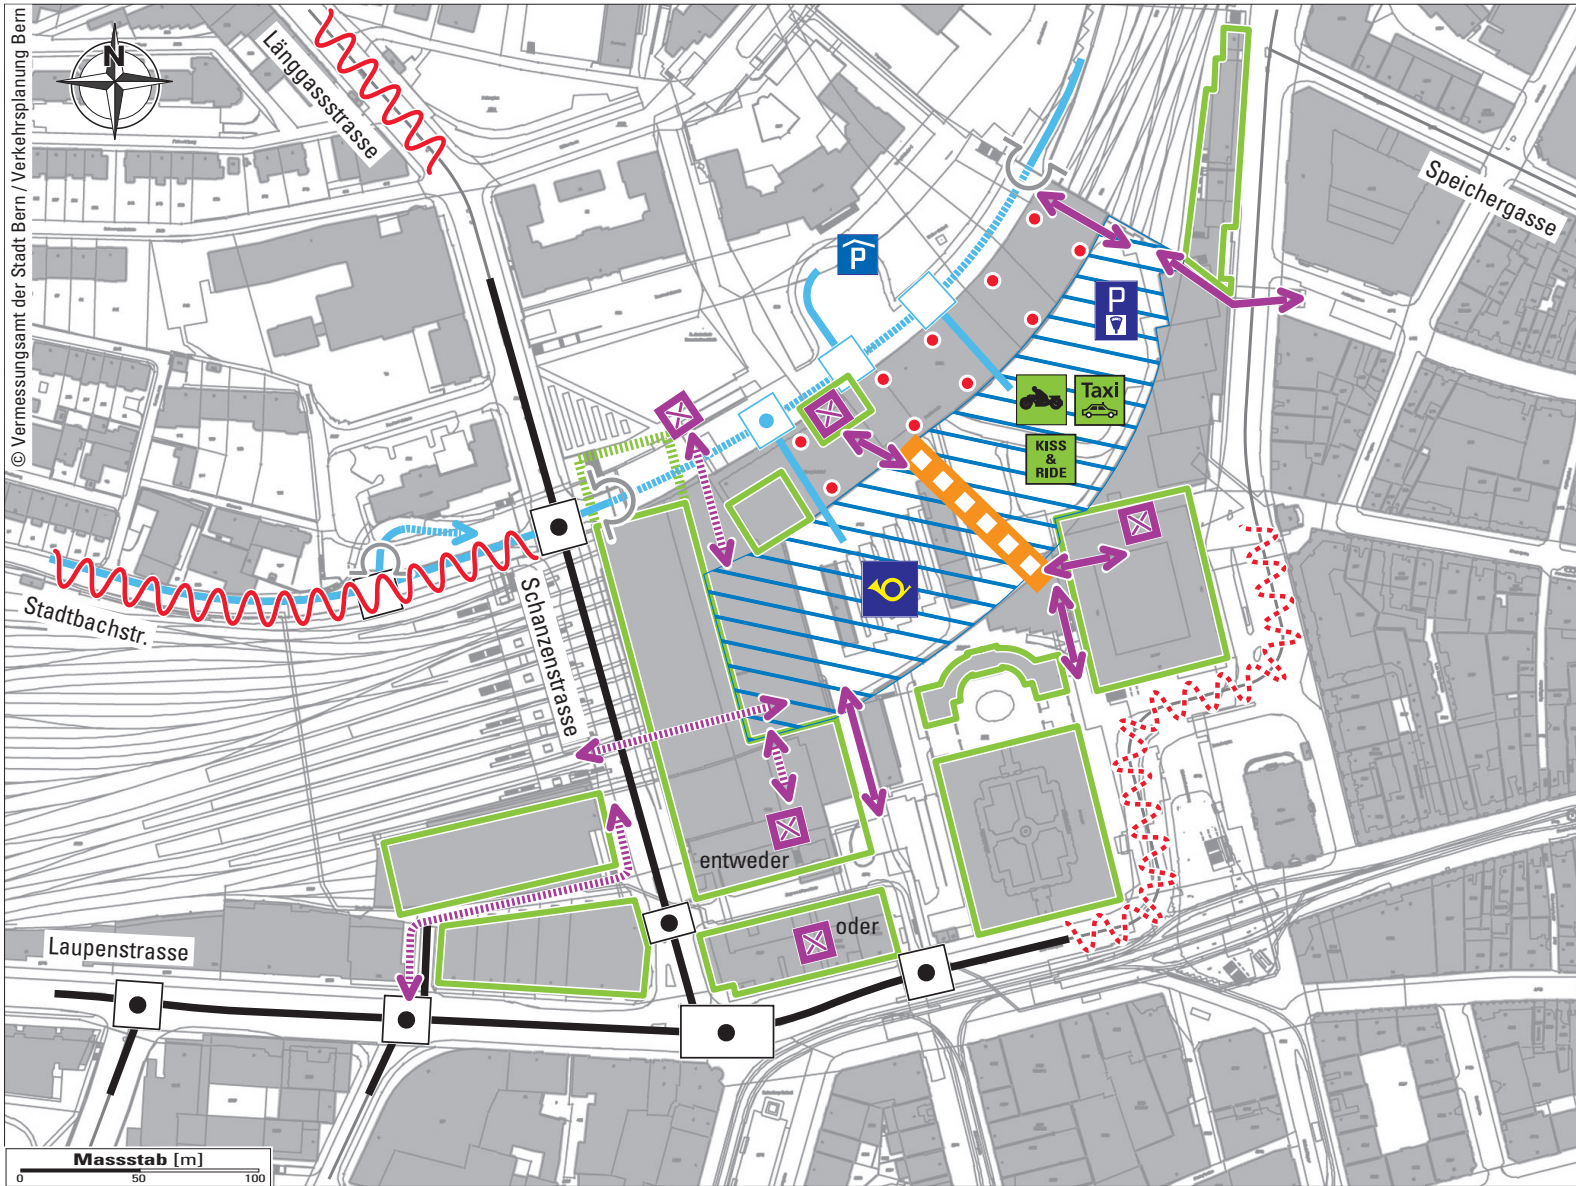 © Vermessungsamt der Stadt Bern / Verkehrsplanung Bern
N
Länggassstrasse
Speichergasse
P
P
Taxi
KISS
&
RIDE
Stadtbachstr.
Schanzenstrasse
entweder
oder
Laupenstrasse
Massstab [m]
0 50 100